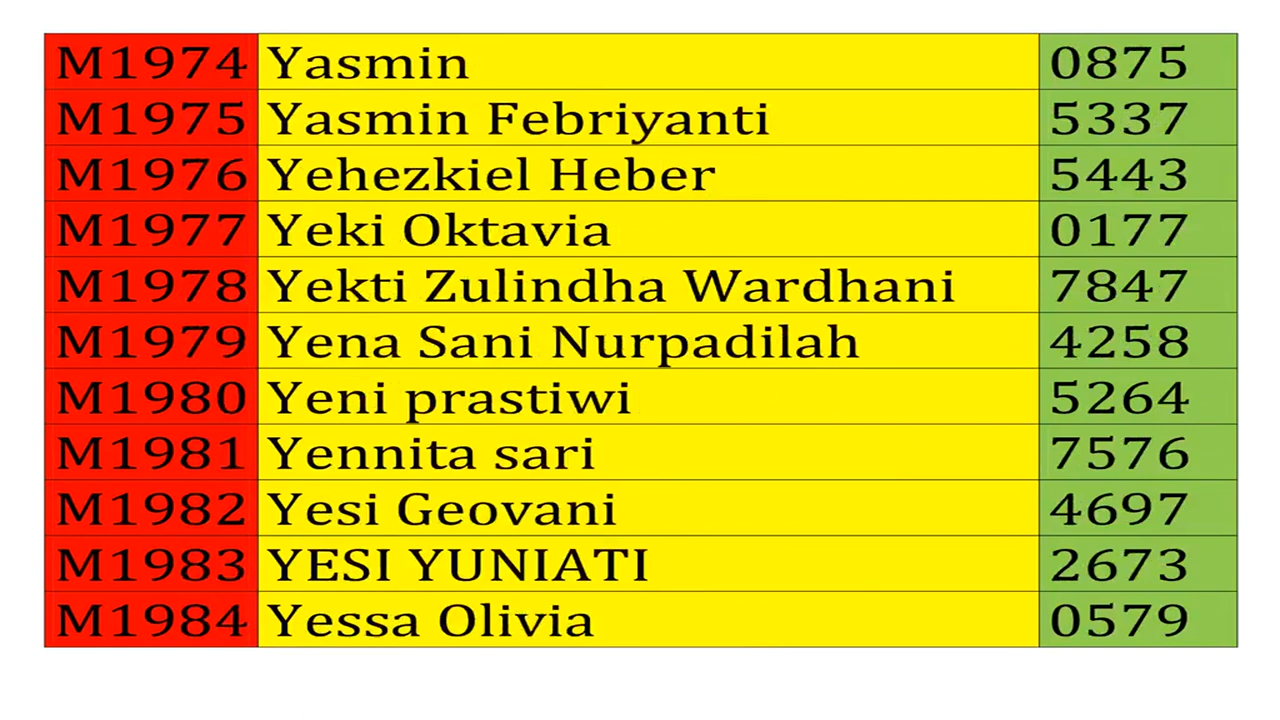 M1974 Yasmin 0875
M1975 Yasmin Febriyanti 5337
M1976 Yehezkiel Heber 5443
M1977 Yeki Oktavia 0177
M1978 Yekti Zulindha Wardhani 7847
M1979 Yena Sani Nurpadilah 4258
M1980 Yeni prastiwi 5264
M1981 Yennita sari 7576
M1982 Yesi Geovani 4697
M1983 YESI YUNIATI 2673
M1984 Yessa Olivia 0579